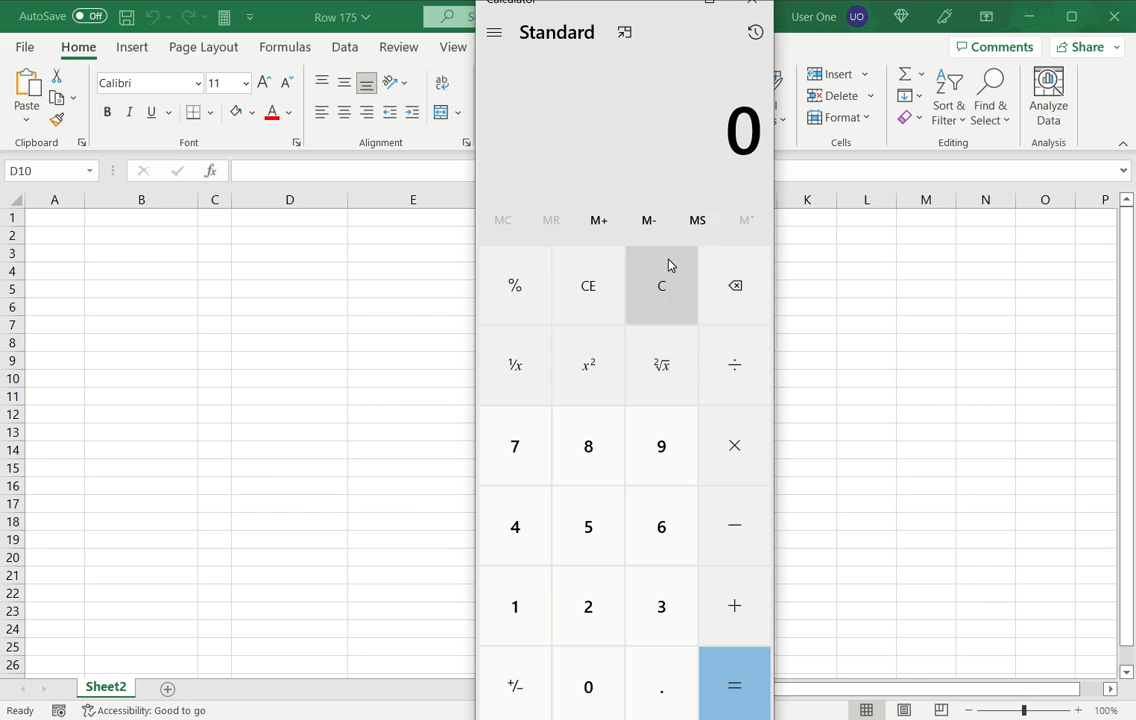 AutoSave Off Row 175 User One UO
File Home Insert Page Layout Formulas Data Review View Comments Share
Paste
Calibri 11
B I U A
Insert
Delete
Format
Sort & Filter
Find & Select
Analyze Data
Clipboard Font Alignment Cells Editing Analysis
D10 fx
A B C D E K L M N O P
1
2
3
4
5
6
7
8
9
10
11
12
13
14
15
16
17
18
19
20
21
22
23
24
25
26
Standard
0
MC MR M+ M- MS M˅
% CE C
⅟x x² ²√x ÷
7 8 9 ×
4 5 6 −
1 2 3 +
+/− 0 . =
Sheet2
Ready Accessibility: Good to go 100%